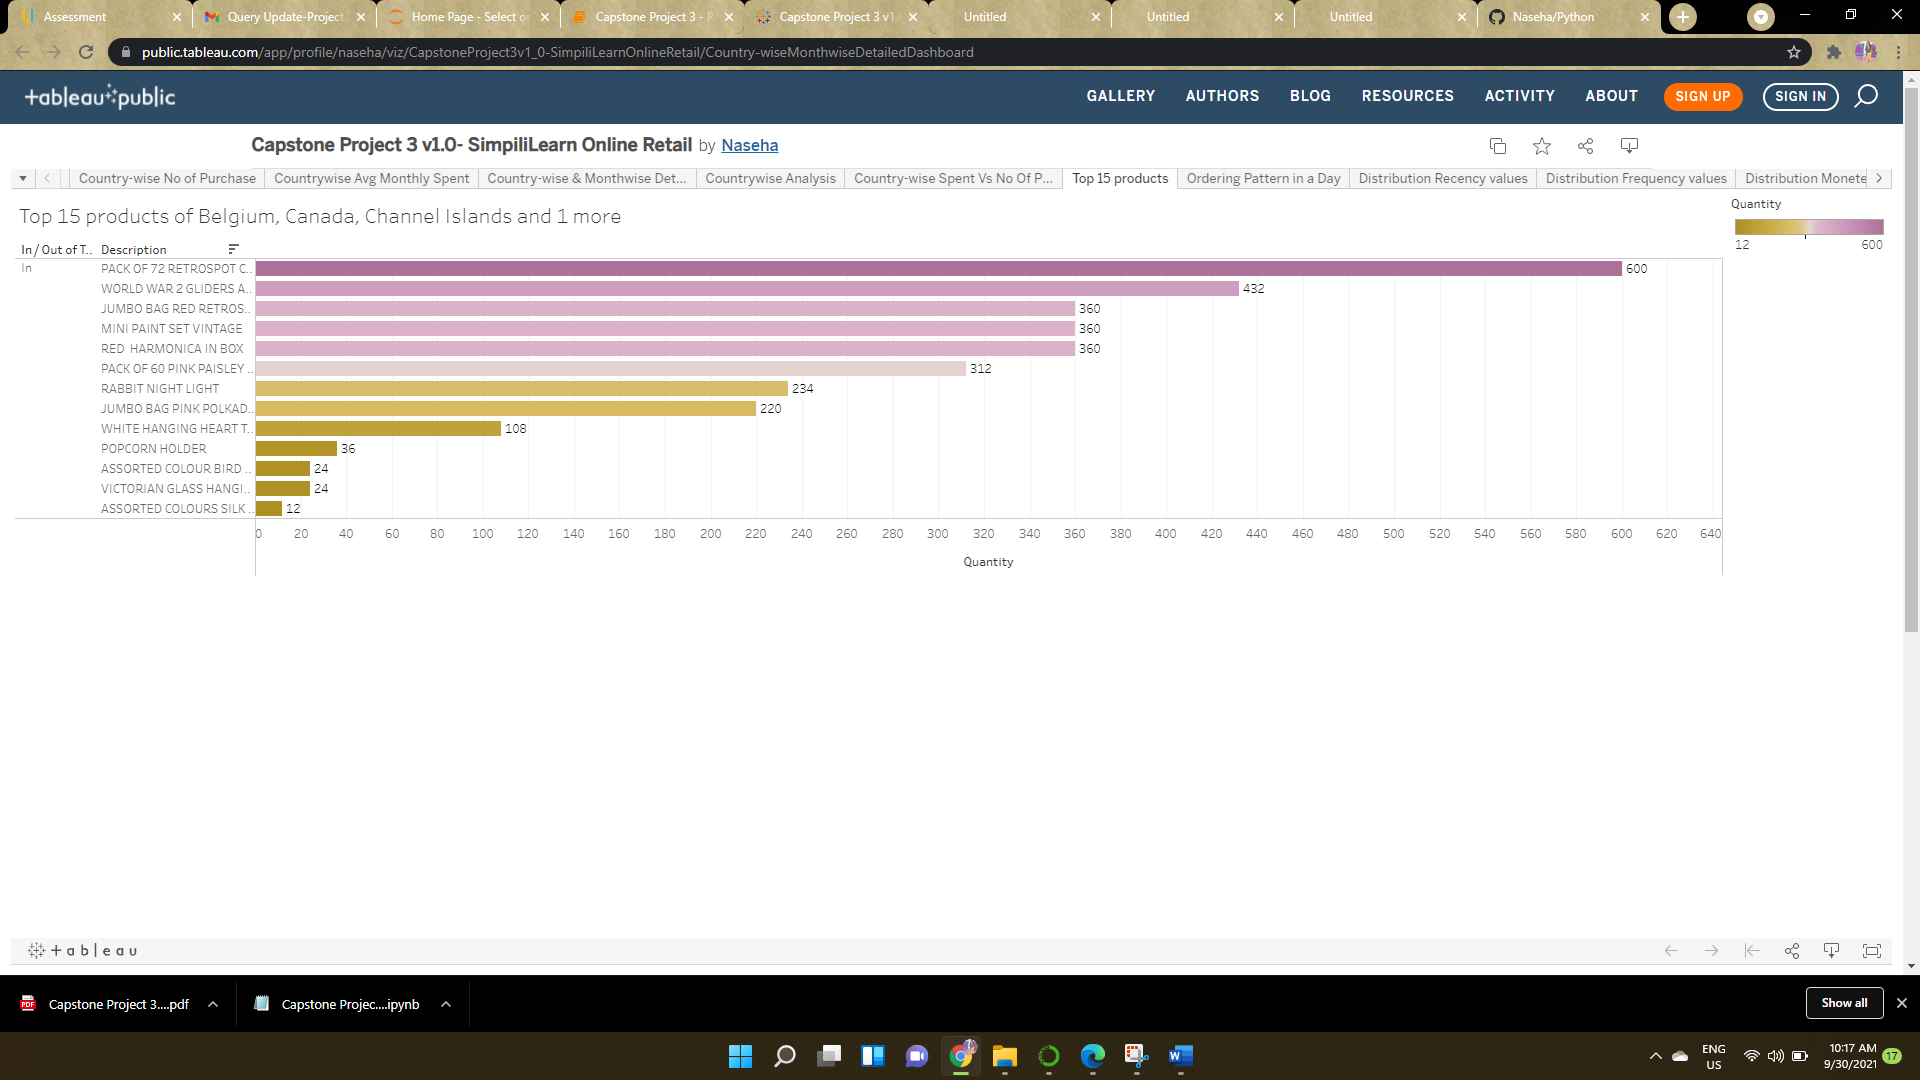 Assessment
Query Update-Project
Home Page - Select or
Capstone Project 3 - R
Capstone Project 3 v1.
Untitled
Untitled
Untitled
Naseha/Python
public.tableau.com/app/profile/naseha/viz/CapstoneProject3v1_0-SimpiliLearnOnlineRetail/Country-wiseMonthwiseDetailedDashboard
+ableau public
GALLERY AUTHORS BLOG RESOURCES ACTIVITY ABOUT SIGN UP SIGN IN
Capstone Project 3 v1.0- SimpiliLearn Online Retail by Naseha
Country-wise No of Purchase
Countrywise Avg Monthly Spent
Country-wise & Monthwise Det...
Countrywise Analysis
Country-wise Spent Vs No Of P...
Top 15 products
Ordering Pattern in a Day
Distribution Recency values
Distribution Frequency values
Distribution Monete
Top 15 products of Belgium, Canada, Channel Islands and 1 more
Quantity
12 600
In / Out of T.. Description
In PACK OF 72 RETROSPOT C.. 600
WORLD WAR 2 GLIDERS A.. 432
JUMBO BAG RED RETROS.. 360
MINI PAINT SET VINTAGE 360
RED HARMONICA IN BOX 360
PACK OF 60 PINK PAISLEY .. 312
RABBIT NIGHT LIGHT 234
JUMBO BAG PINK POLKAD.. 220
WHITE HANGING HEART T.. 108
POPCORN HOLDER 36
ASSORTED COLOUR BIRD .. 24
VICTORIAN GLASS HANGI.. 24
ASSORTED COLOURS SILK .. 12
0 20 40 60 80 100 120 140 160 180 200 220 240 260 280 300 320 340 360 380 400 420 440 460 480 500 520 540 560 580 600 620 640
Quantity
+ableau
Capstone Project 3....pdf
Capstone Projec....ipynb
Show all
ENG
US
10:17 AM
9/30/2021
17